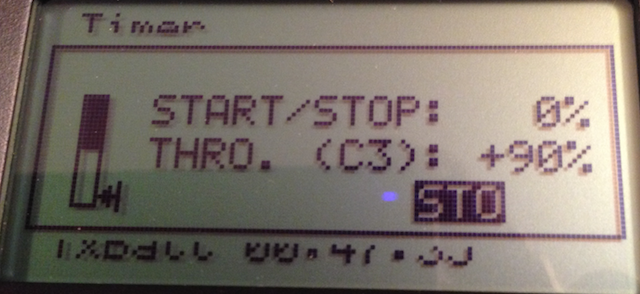 Timer
START/STOP: 0%
THRO. (C3): +90%
STO